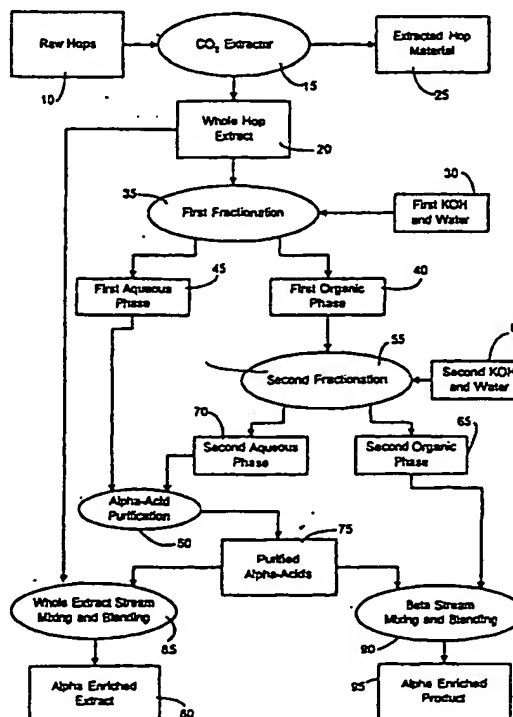 Raw Hops
10
CO₂ Extractor
15
Extracted Hop
Material
25
Whole Hop
Extract
20
30
First KOH
and Water
35
First Fractionation
First Aqueous
Phase
45
First Organic
Phase
40
55
Second Fractionation
Second KOH
and Water
70
Second Aqueous
Phase
Second Organic
Phase
65
Alpha-Acid
Purification
50
75
Purified
Alpha-Acids
Whole Extract Stream
Mixing and Blending
85
Beta Stream
Mixing and Blending
90
Alpha Enriched
Extract
80
95
Alpha Enriched
Product